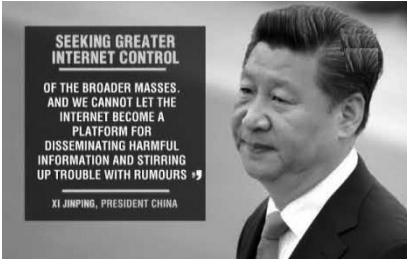 SEEKING GREATER
INTERNET CONTROL
OF THE BROADER MASSES.
AND WE CANNOT LET THE
INTERNET BECOME A
PLATFORM FOR
DISSEMINATING HARMFUL
INFORMATION AND STIRRING
UP TROUBLE WITH RUMOURS ”
XI JINPING, PRESIDENT CHINA